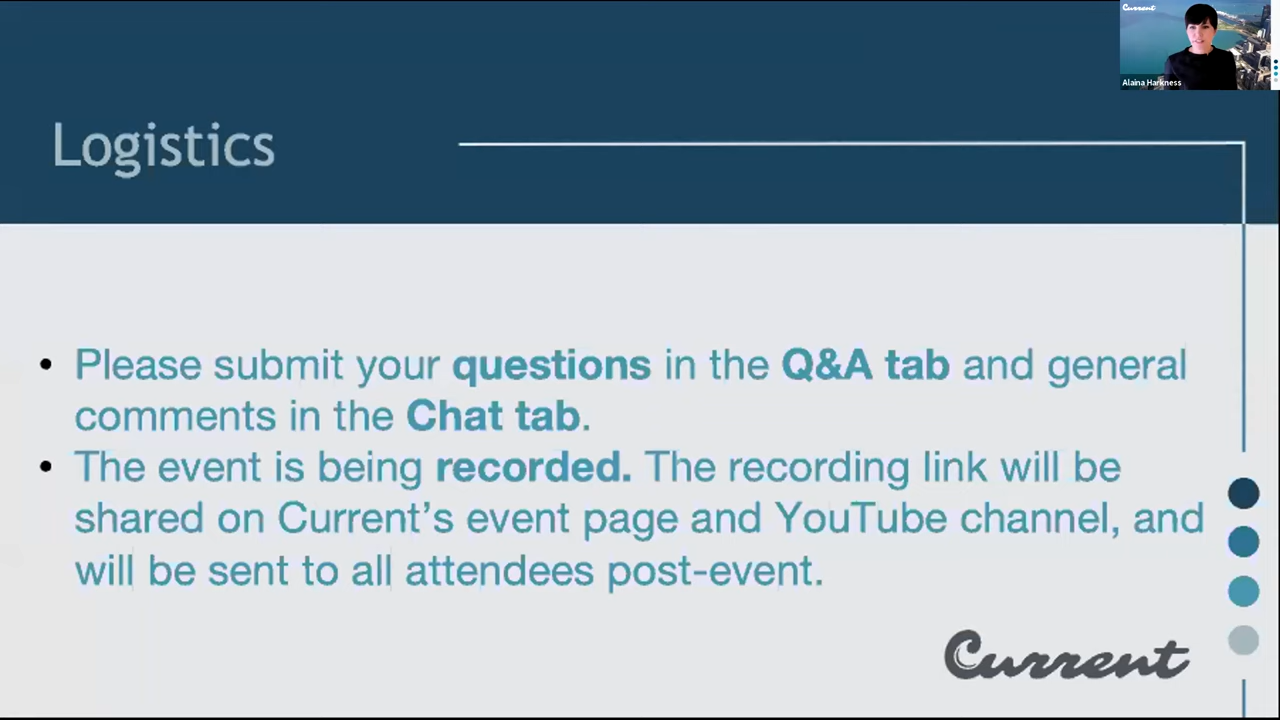 Current
Alaina Harkness
Logistics
• Please submit your questions in the Q&A tab and general
comments in the Chat tab.
• The event is being recorded. The recording link will be
shared on Current’s event page and YouTube channel, and
will be sent to all attendees post-event.
Current